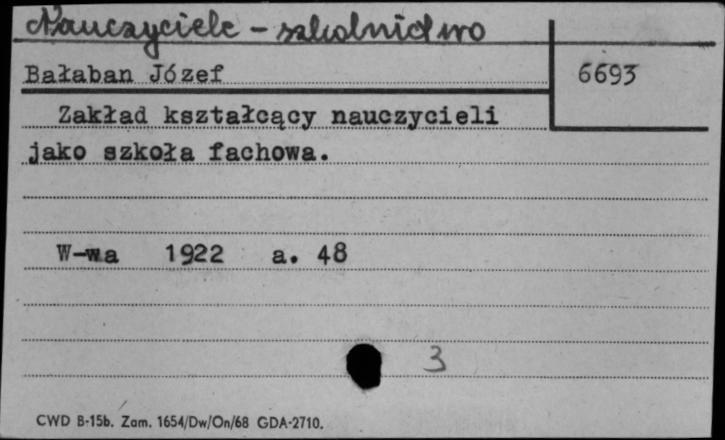 Nauczyciele – szkolnictwo
Bałaban Józef
6693
Zakład kształcący nauczycieli
jako szkoła fachowa.
W-wa 1922 a. 48
3
CWD B-15b. Zam. 1654/Dw/On/68 GDA-2710.